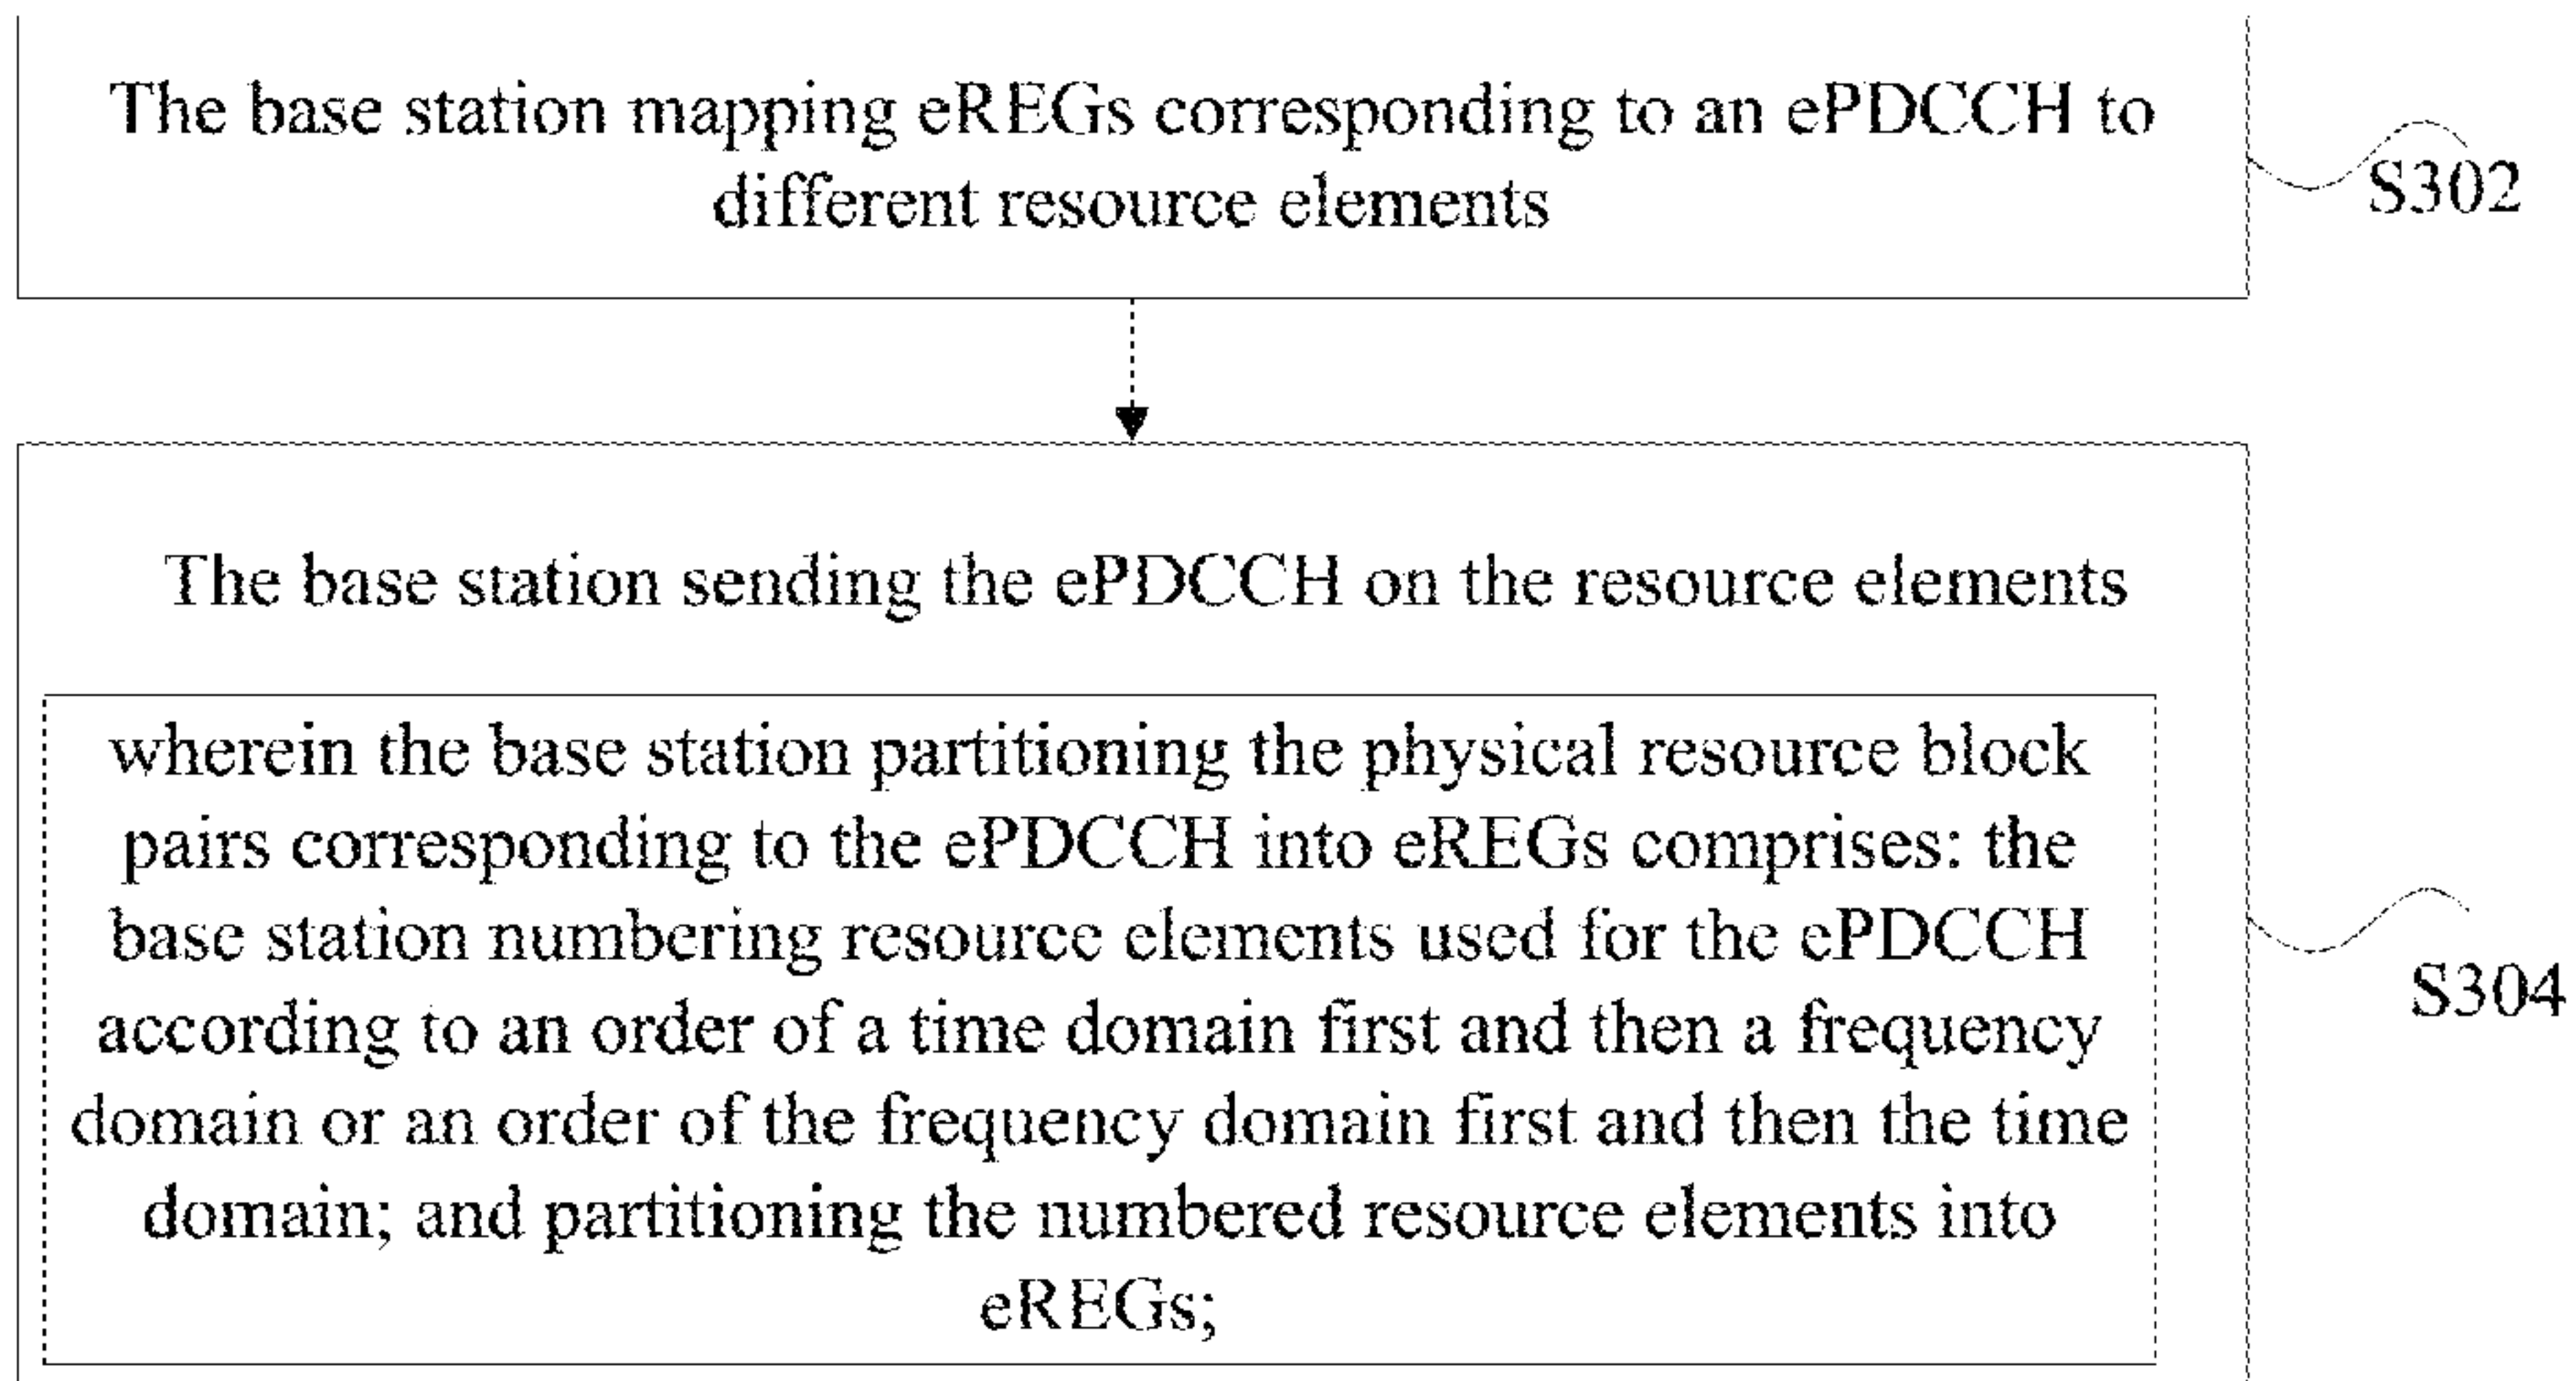 The base station mapping eREGs corresponding to an ePDCCH to
different resource elements
S302
The base station sending the ePDCCH on the resource elements
wherein the base station partitioning the physical resource block
pairs corresponding to the ePDCCH into eREGs comprises: the
base station numbering resource elements used for the ePDCCH
according to an order of a time domain first and then a frequency
domain or an order of the frequency domain first and then the time
domain; and partitioning the numbered resource elements into
eREGs;
S304